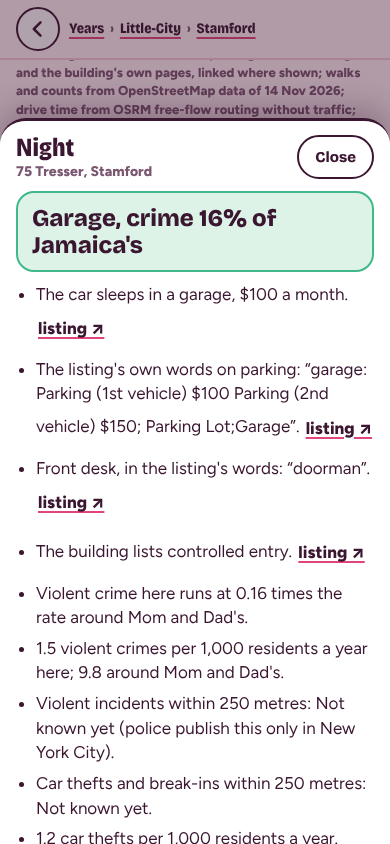 Years › Little-City › Stamford
and the building's own pages, linked where shown; walks
and counts from OpenStreetMap data of 14 Nov 2026;
drive time from OSRM free-flow routing without traffic;
Night
75 Tresser, Stamford
Close
Garage, crime 16% of
Jamaica's
• The car sleeps in a garage, $100 a month.
listing ↗
• The listing's own words on parking: “garage:
Parking (1st vehicle) $100 Parking (2nd
vehicle) $150; Parking Lot;Garage”. listing ↗
• Front desk, in the listing's words: “doorman”.
listing ↗
• The building lists controlled entry. listing ↗
• Violent crime here runs at 0.16 times the
rate around Mom and Dad's.
• 1.5 violent crimes per 1,000 residents a year
here; 9.8 around Mom and Dad's.
• Violent incidents within 250 metres: Not
known yet (police publish this only in New
York City).
• Car thefts and break-ins within 250 metres:
Not known yet.
• 1.2 car thefts per 1,000 residents a year.